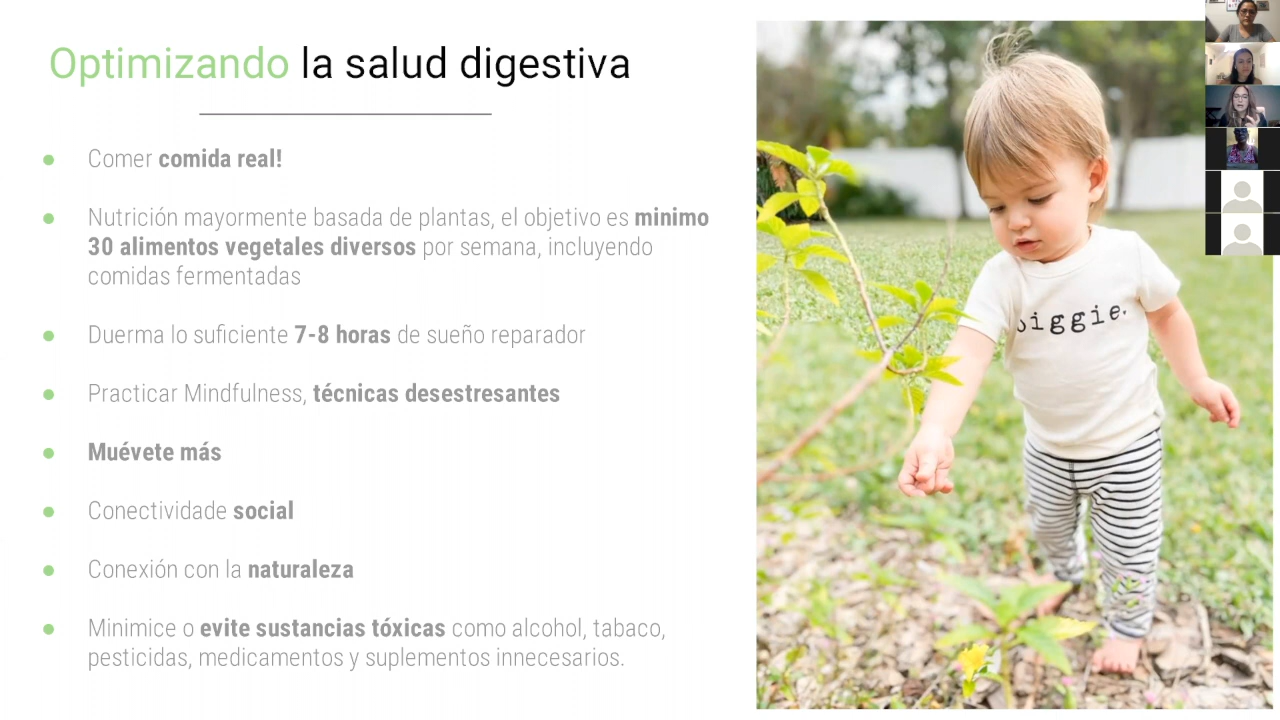 Optimizando la salud digestiva
Comer comida real!
Nutrición mayormente basada de plantas, el objetivo es minimo
30 alimentos vegetales diversos por semana, incluyendo
comidas fermentadas
Duerma lo suficiente 7-8 horas de sueño reparador
Practicar Mindfulness, técnicas desestresantes
Muévete más
Conectividade social
Conexión con la naturaleza
Minimice o evite sustancias tóxicas como alcohol, tabaco,
pesticidas, medicamentos y suplementos innecesarios.